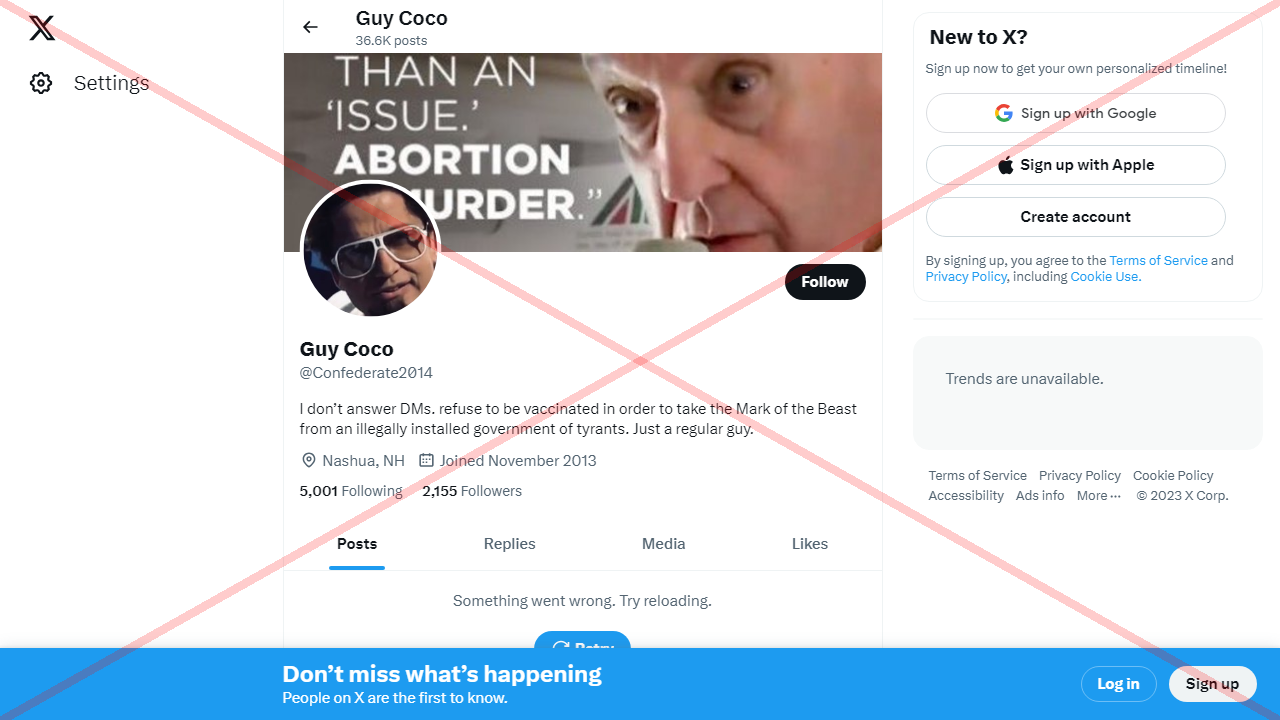 Guy Coco
36.6K posts
Settings
THAN AN
‘ISSUE.’
ABORTION
URDER.”
Follow
Guy Coco
@Confederate2014
I don’t answer DMs. refuse to be vaccinated in order to take the Mark of the Beast
from an illegally installed government of tyrants. Just a regular guy.
Nashua, NH Joined November 2013
5,001 Following 2,155 Followers
Posts Replies Media Likes
Something went wrong. Try reloading.
Retry
New to X?
Sign up now to get your own personalized timeline!
Sign up with Google
Sign up with Apple
Create account
By signing up, you agree to the Terms of Service and
Privacy Policy, including Cookie Use.
Trends are unavailable.
Terms of Service Privacy Policy Cookie Policy
Accessibility Ads info More ··· © 2023 X Corp.
Don’t miss what’s happening
People on X are the first to know.
Log in
Sign up